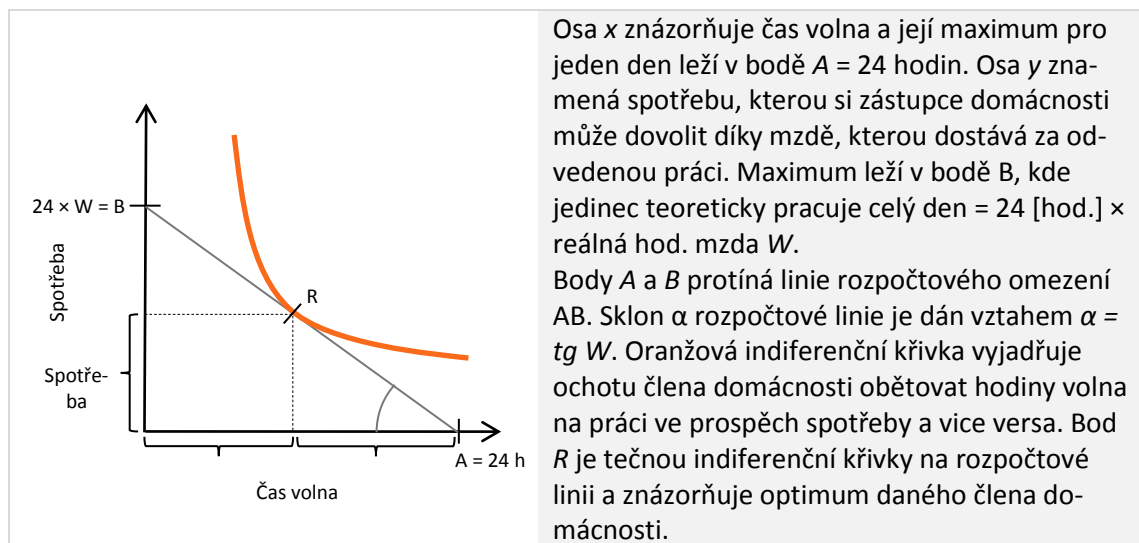 24 × W = B
Spotřeba
R
Spotře-
ba
A = 24 h
Čas volna
Osa x znázorňuje čas volna a její maximum pro
jeden den leží v bodě A = 24 hodin. Osa y zna-
mená spotřebu, kterou si zástupce domácnosti
může dovolit díky mzdě, kterou dostává za od-
vedenou práci. Maximum leží v bodě B, kde
jedinec teoreticky pracuje celý den = 24 [hod.] ×
reálná hod. mzda W.
Body A a B protíná linie rozpočtového omezení
AB. Sklon α rozpočtové linie je dán vztahem α =
tg W. Oranžová indiferenční křivka vyjadřuje
ochotu člena domácnosti obětovat hodiny volna
na práci ve prospěch spotřeby a vice versa. Bod
R je tečnou indiferenční křivky na rozpočtové
linii a znázorňuje optimum daného člena do-
mácnosti.